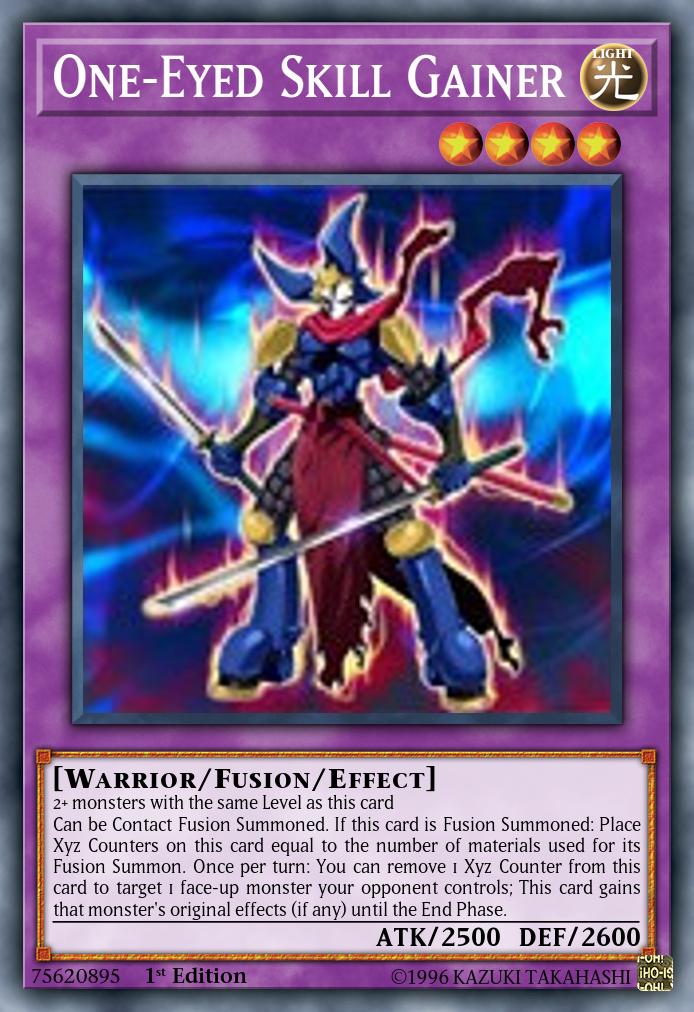 One-Eyed Skill Gainer
LIGHT
光
[Warrior/Fusion/Effect]
2+ monsters with the same Level as this card
Can be Contact Fusion Summoned. If this card is Fusion Summoned: Place
Xyz Counters on this card equal to the number of materials used for its
Fusion Summon. Once per turn: You can remove 1 Xyz Counter from this
card to target 1 face-up monster your opponent controls; This card gains
that monster's original effects (if any) until the End Phase.
ATK/2500 DEF/2600
75620895 1st Edition ©1996 KAZUKI TAKAHASHI